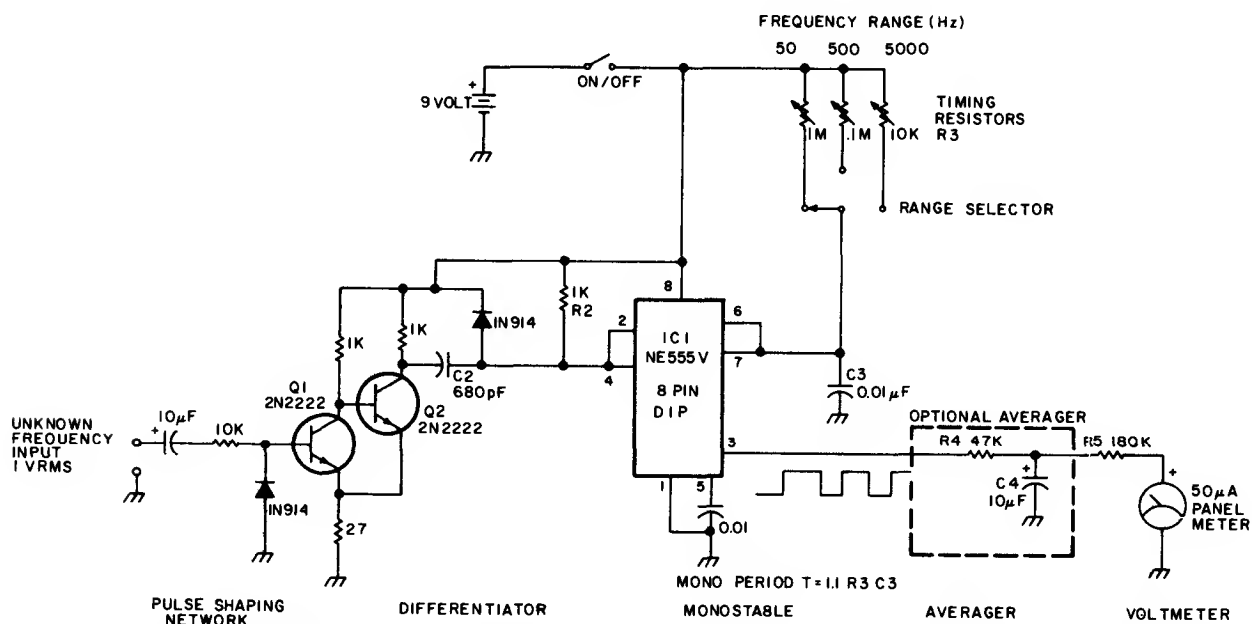 FREQUENCY RANGE (Hz)
50 500 5000
ON/OFF
+
9 VOLT
TIMING
RESISTORS
R3
1M .1M 10K
RANGE SELECTOR
1K
1K
IN914
1K
R2
8
2
4
6
7
IC1
NE555V
8 PIN
DIP
C2
680pF
C3
0.01µF
Q1
2N2222
Q2
2N2222
UNKNOWN
FREQUENCY
INPUT
1 VRMS
+
10µF
10K
IN914
27
3
1
5
0.01
OPTIONAL AVERAGER
R4 47K
+
C4
10µF
R5 180K
+
50µA
PANEL
METER
MONO PERIOD T=1.1 R3 C3
PULSE SHAPING
NETWORK
DIFFERENTIATOR
MONOSTABLE
AVERAGER
VOLTMETER